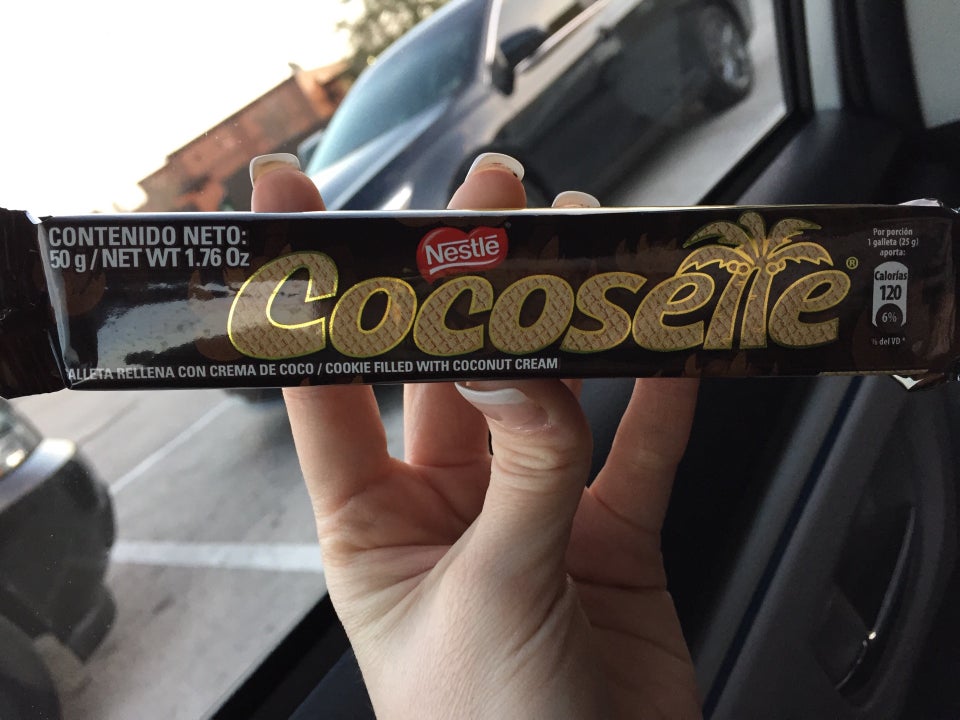 CONTENIDO NETO:
50 g / NET WT 1.76 Oz
Nestlé
Cocosette®
ALLETA RELLENA CON CREMA DE COCO / COOKIE FILLED WITH COCONUT CREAM
Por porción
1 galleta (25 g)
aporta:
Calorías
120
6%
% del VD*